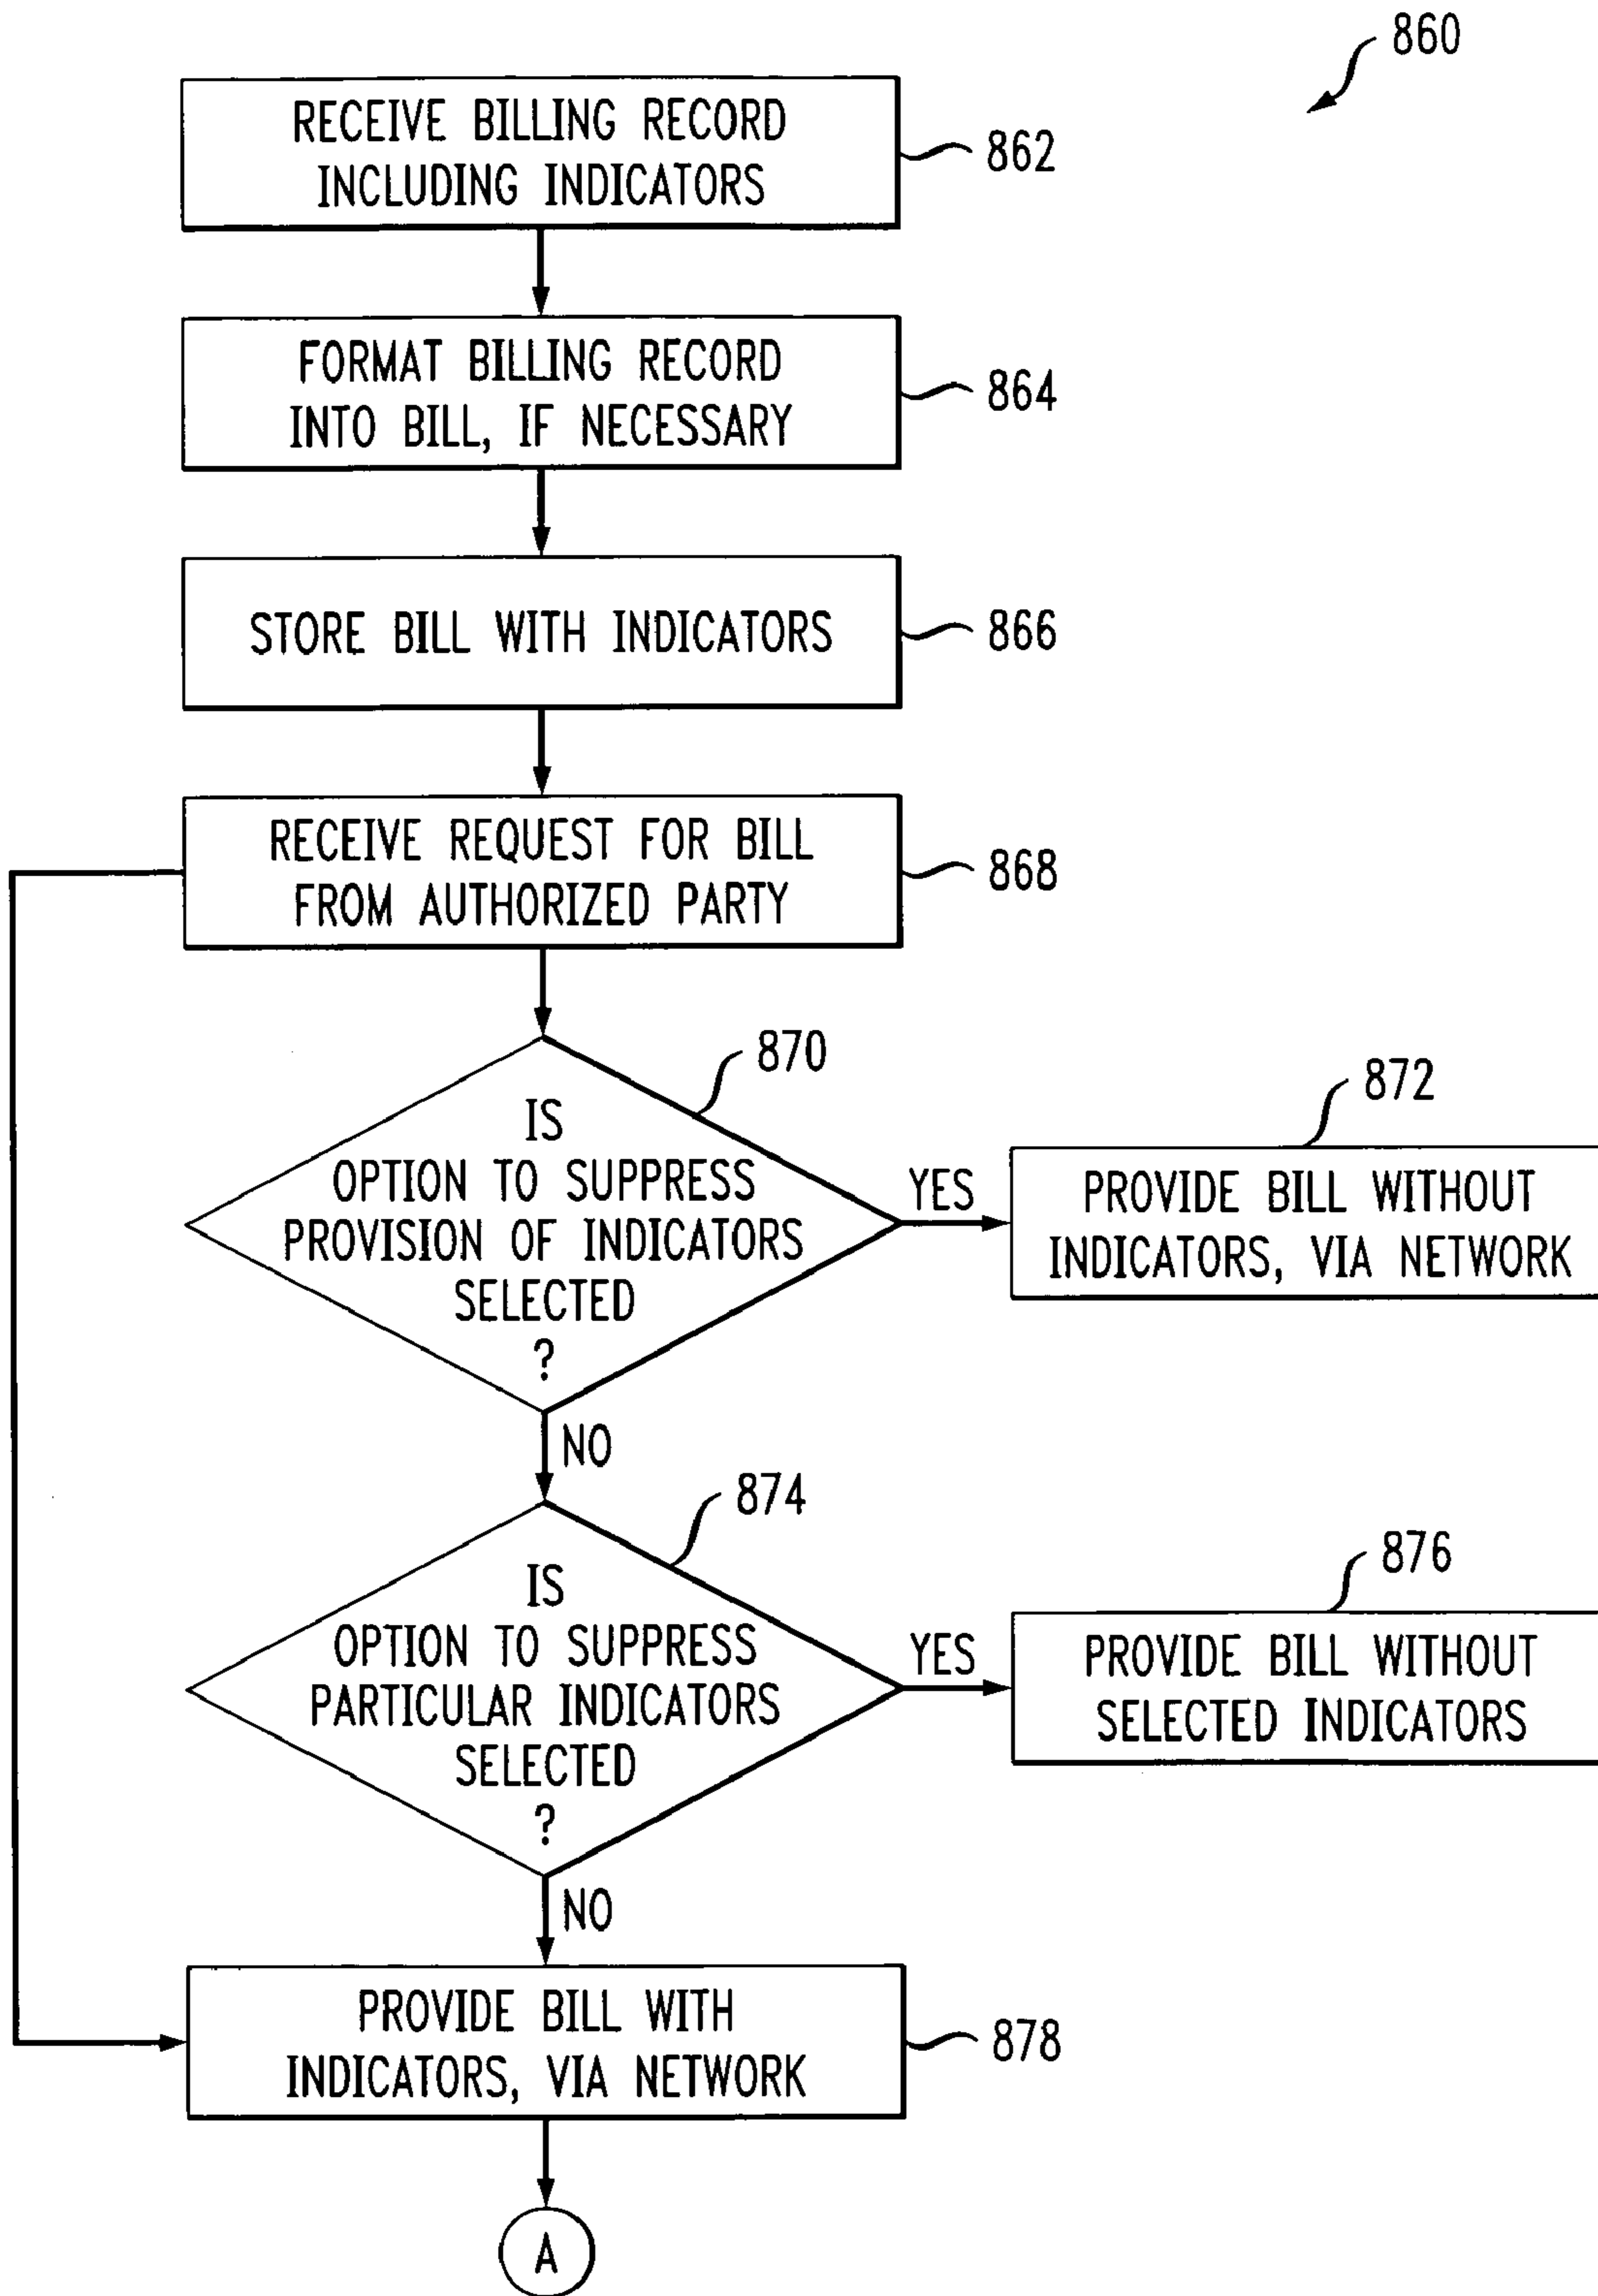 860
RECEIVE BILLING RECORD
INCLUDING INDICATORS
862
FORMAT BILLING RECORD
INTO BILL, IF NECESSARY
864
STORE BILL WITH INDICATORS
866
RECEIVE REQUEST FOR BILL
FROM AUTHORIZED PARTY
868
870
IS
OPTION TO SUPPRESS
PROVISION OF INDICATORS
SELECTED
?
YES
872
PROVIDE BILL WITHOUT
INDICATORS, VIA NETWORK
NO
874
IS
OPTION TO SUPPRESS
PARTICULAR INDICATORS
SELECTED
?
YES
876
PROVIDE BILL WITHOUT
SELECTED INDICATORS
NO
PROVIDE BILL WITH
INDICATORS, VIA NETWORK
878
A